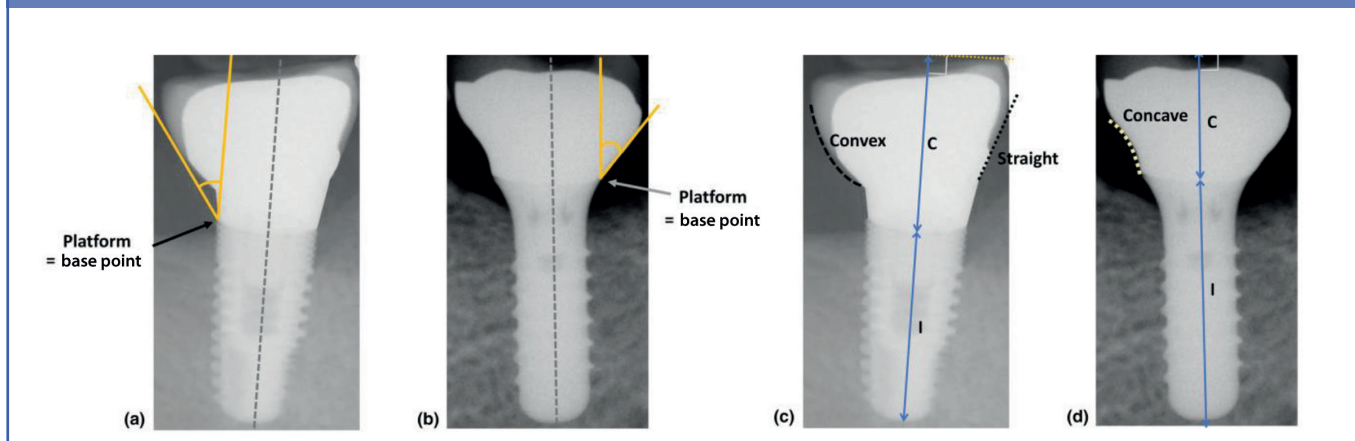 Platform
= base point
(a)
Platform
= base point
(b)
Convex
C
Straight
I
(c)
Concave
C
I
(d)